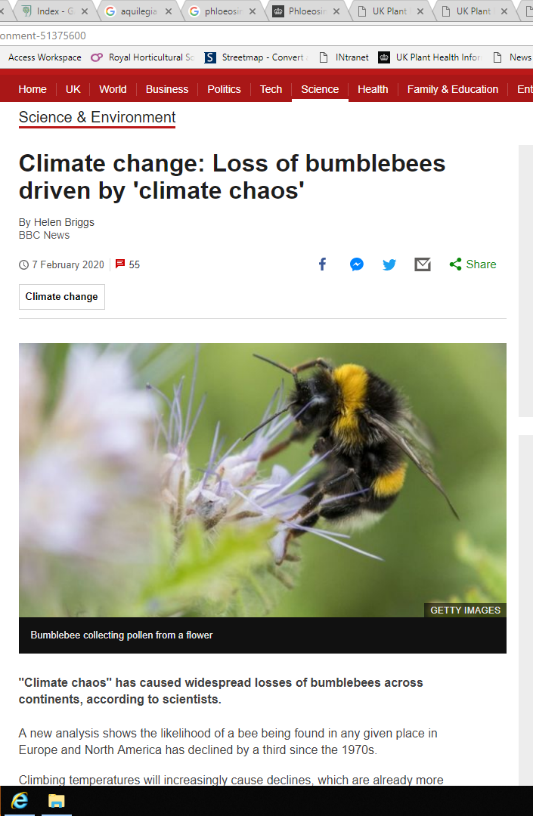 Index - G aquilegia phloeosin Phloeosin UK Plant UK Plant
onment-51375600
Access Workspace Royal Horticultural Sc Streetmap - Convert INtranet UK Plant Health Infor News
Home UK World Business Politics Tech Science Health Family & Education Ent
Science & Environment
Climate change: Loss of bumblebees
driven by 'climate chaos'
By Helen Briggs
BBC News
7 February 2020 55 Share
Climate change
GETTY IMAGES
Bumblebee collecting pollen from a flower
"Climate chaos" has caused widespread losses of bumblebees across
continents, according to scientists.
A new analysis shows the likelihood of a bee being found in any given place in
Europe and North America has declined by a third since the 1970s.
Climbing temperatures will increasingly cause declines, which are already more